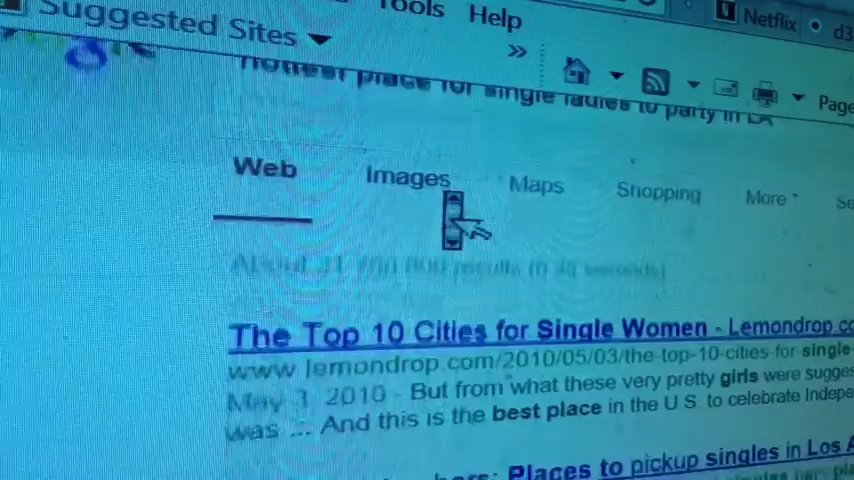 Tools Help
Netflix d3
Suggested Sites
Page
hottest place for single ladies to party in LA
Web Images Maps Shopping More Se
The Top 10 Cities for Single Women - Lemondrop.co
www.lemondrop.com/2010/05/03/the-top-10-cities-for-single-
May 3, 2010 - But from what these very pretty girls were sugges
was ... And this is the best place in the U.S. to celebrate Indepe
Places to pickup singles in Los A